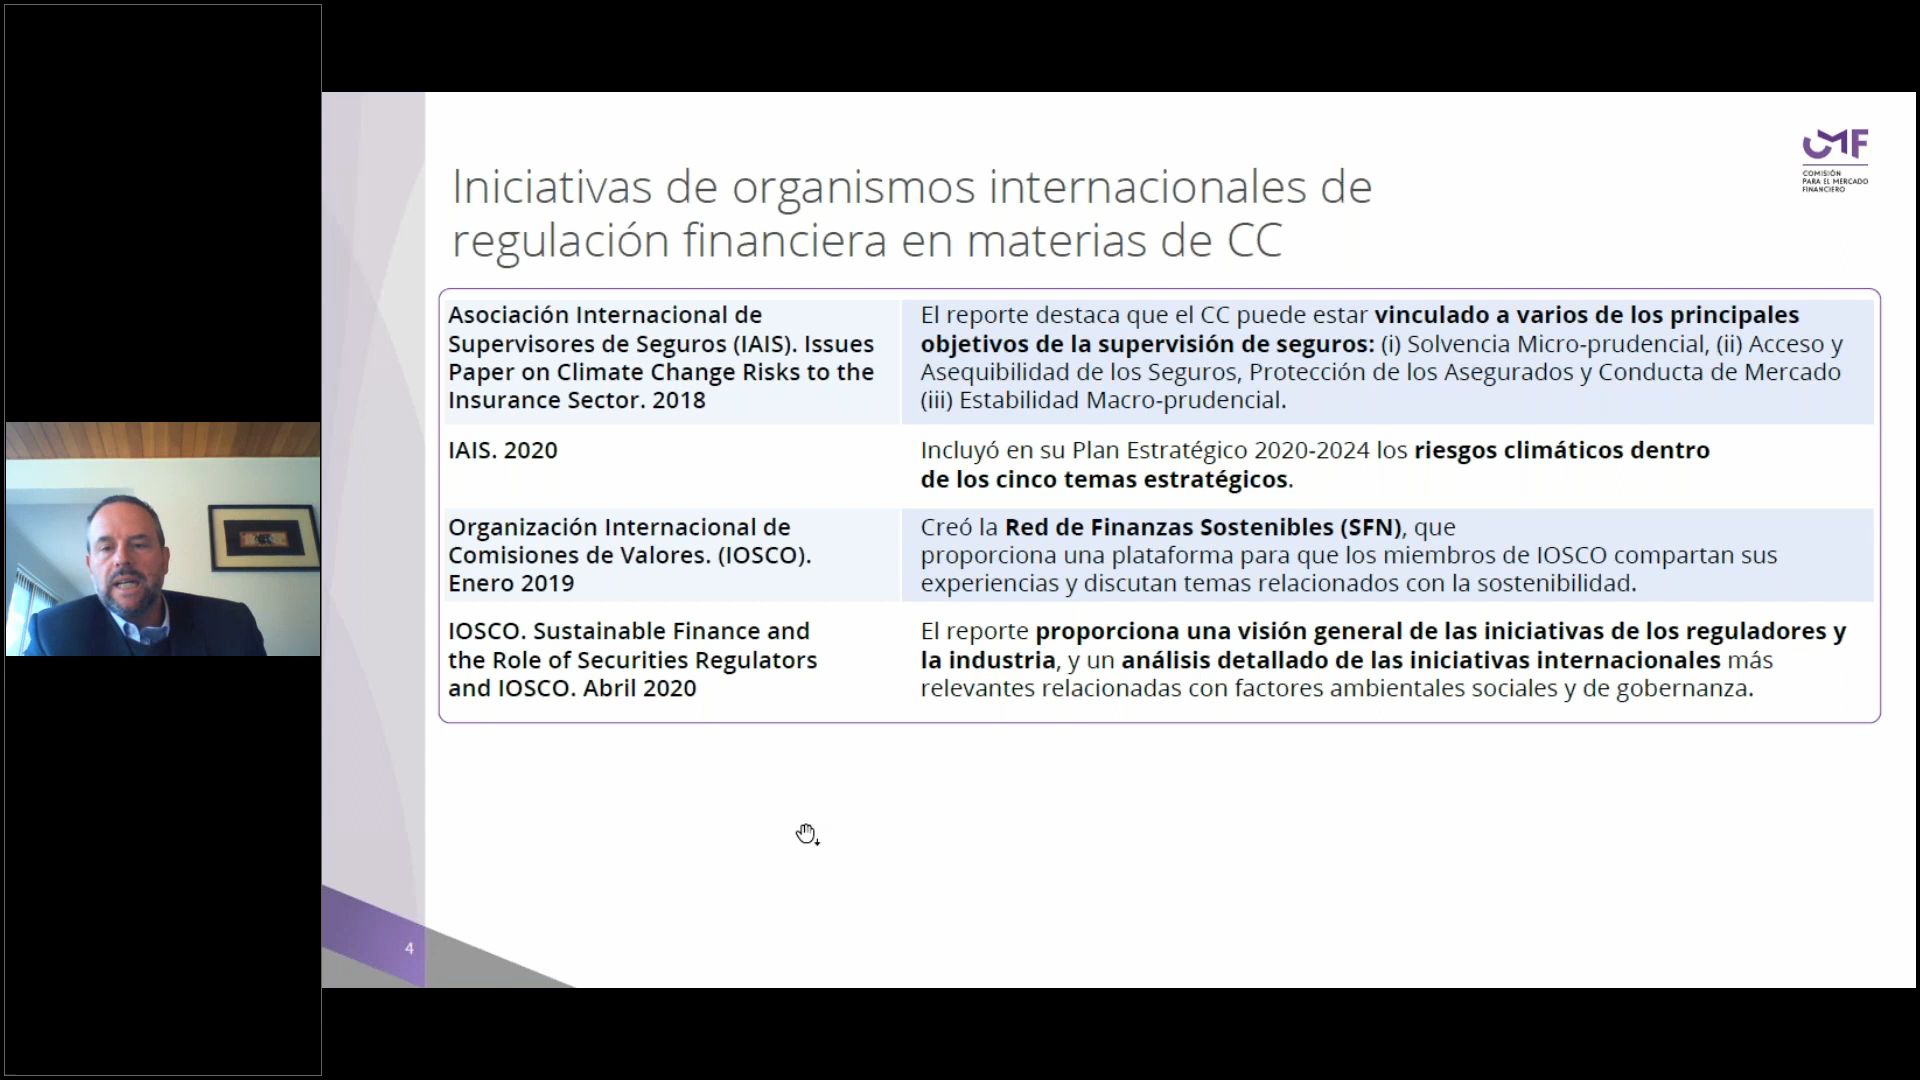 CMF
COMISIÓN
PARA EL MERCADO
FINANCIERO
Iniciativas de organismos internacionales de
regulación financiera en materias de CC
Asociación Internacional de
Supervisores de Seguros (IAIS). Issues
Paper on Climate Change Risks to the
Insurance Sector. 2018
El reporte destaca que el CC puede estar vinculado a varios de los principales
objetivos de la supervisión de seguros: (i) Solvencia Micro-prudencial, (ii) Acceso y
Asequibilidad de los Seguros, Protección de los Asegurados y Conducta de Mercado
(iii) Estabilidad Macro-prudencial.
IAIS. 2020
Incluyó en su Plan Estratégico 2020-2024 los riesgos climáticos dentro
de los cinco temas estratégicos.
Organización Internacional de
Comisiones de Valores. (IOSCO).
Enero 2019
Creó la Red de Finanzas Sostenibles (SFN), que
proporciona una plataforma para que los miembros de IOSCO compartan sus
experiencias y discutan temas relacionados con la sostenibilidad.
IOSCO. Sustainable Finance and
the Role of Securities Regulators
and IOSCO. Abril 2020
El reporte proporciona una visión general de las iniciativas de los reguladores y
la industria, y un análisis detallado de las iniciativas internacionales más
relevantes relacionadas con factores ambientales sociales y de gobernanza.
4